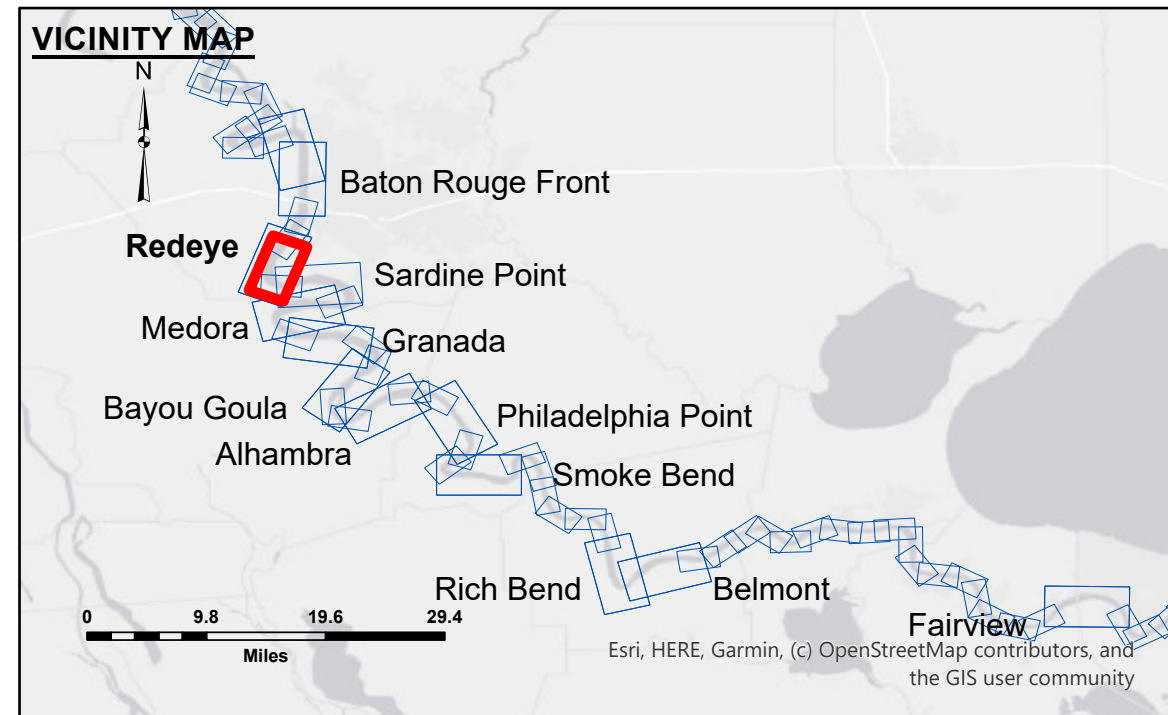 VICINITY MAP
N
Baton Rouge Front
Redeye
Sardine Point
Medora
Granada
Bayou Goula
Philadelphia Point
Alhambra
Smoke Bend
Rich Bend
Belmont
Fairview
0 9.8 19.6 29.4
Miles
Esri, HERE, Garmin, (c) OpenStreetMap contributors, and
the GIS user community